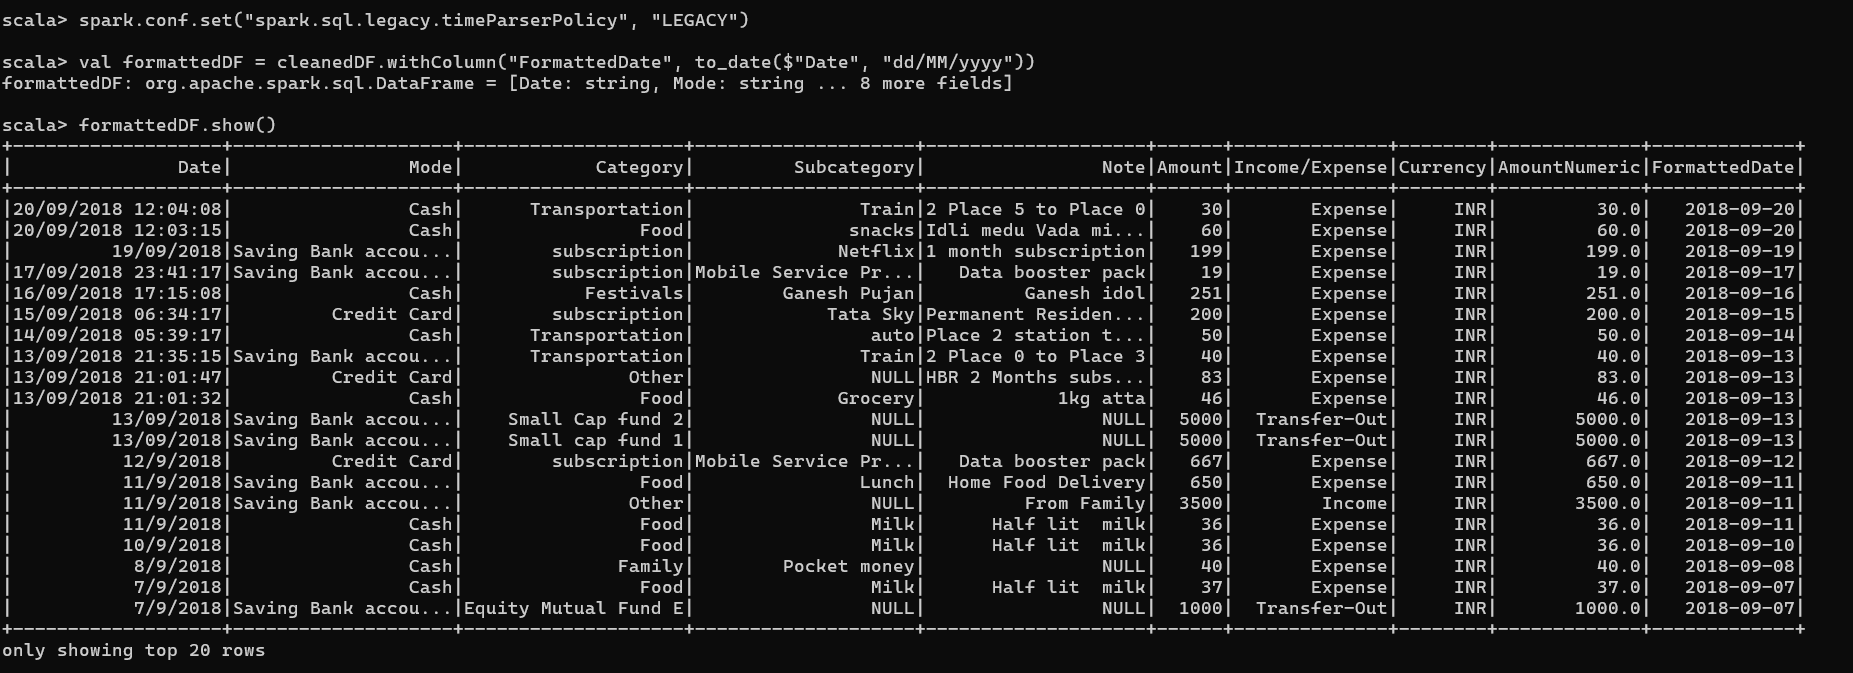 scala> spark.conf.set("spark.sql.legacy.timeParserPolicy", "LEGACY")
scala> val formattedDF = cleanedDF.withColumn("FormattedDate", to_date($"Date", "dd/MM/yyyy"))
formattedDF: org.apache.spark.sql.DataFrame = [Date: string, Mode: string ... 8 more fields]
scala> formattedDF.show()
+-------------------+--------------------+--------------------+--------------------+--------------------+------+--------------+--------+-------------+-------------+
|               Date|                Mode|            Category|         Subcategory|                Note|Amount|Income/Expense|Currency|AmountNumeric|FormattedDate|
+-------------------+--------------------+--------------------+--------------------+--------------------+------+--------------+--------+-------------+-------------+
|20/09/2018 12:04:08|                Cash|      Transportation|               Train|2 Place 5 to Place 0|    30|       Expense|     INR|         30.0|   2018-09-20|
|20/09/2018 12:03:15|                Cash|                Food|              snacks|Idli medu Vada mi...|    60|       Expense|     INR|         60.0|   2018-09-20|
|         19/09/2018|Saving Bank accou...|        subscription|             Netflix|1 month subscription|   199|       Expense|     INR|        199.0|   2018-09-19|
|17/09/2018 23:41:17|Saving Bank accou...|        subscription|Mobile Service Pr...|   Data booster pack|    19|       Expense|     INR|         19.0|   2018-09-17|
|16/09/2018 17:15:08|                Cash|           Festivals|        Ganesh Pujan|         Ganesh idol|   251|       Expense|     INR|        251.0|   2018-09-16|
|15/09/2018 06:34:17|         Credit Card|        subscription|            Tata Sky|Permanent Residen...|   200|       Expense|     INR|        200.0|   2018-09-15|
|14/09/2018 05:39:17|                Cash|      Transportation|                auto|Place 2 station t...|    50|       Expense|     INR|         50.0|   2018-09-14|
|13/09/2018 21:35:15|Saving Bank accou...|      Transportation|               Train|2 Place 0 to Place 3|    40|       Expense|     INR|         40.0|   2018-09-13|
|13/09/2018 21:01:47|         Credit Card|               Other|                NULL|HBR 2 Months subs...|    83|       Expense|     INR|         83.0|   2018-09-13|
|13/09/2018 21:01:32|                Cash|                Food|             Grocery|            1kg atta|    46|       Expense|     INR|         46.0|   2018-09-13|
|         13/09/2018|Saving Bank accou...|    Small Cap fund 2|                NULL|                NULL|  5000|  Transfer-Out|     INR|       5000.0|   2018-09-13|
|         13/09/2018|Saving Bank accou...|    Small cap fund 1|                NULL|                NULL|  5000|  Transfer-Out|     INR|       5000.0|   2018-09-13|
|          12/9/2018|         Credit Card|        subscription|Mobile Service Pr...|   Data booster pack|   667|       Expense|     INR|        667.0|   2018-09-12|
|          11/9/2018|Saving Bank accou...|                Food|               Lunch|  Home Food Delivery|   650|       Expense|     INR|        650.0|   2018-09-11|
|          11/9/2018|Saving Bank accou...|               Other|                NULL|         From Family|  3500|        Income|     INR|       3500.0|   2018-09-11|
|          11/9/2018|                Cash|                Food|                Milk|      Half lit  milk|    36|       Expense|     INR|         36.0|   2018-09-11|
|          10/9/2018|                Cash|                Food|                Milk|      Half lit  milk|    36|       Expense|     INR|         36.0|   2018-09-10|
|           8/9/2018|                Cash|              Family|        Pocket money|                NULL|    40|       Expense|     INR|         40.0|   2018-09-08|
|           7/9/2018|                Cash|                Food|                Milk|      Half lit  milk|    37|       Expense|     INR|         37.0|   2018-09-07|
|           7/9/2018|Saving Bank accou...|Equity Mutual Fund E|                NULL|                NULL|  1000|  Transfer-Out|     INR|       1000.0|   2018-09-07|
+-------------------+--------------------+--------------------+--------------------+--------------------+------+--------------+--------+-------------+-------------+
only showing top 20 rows